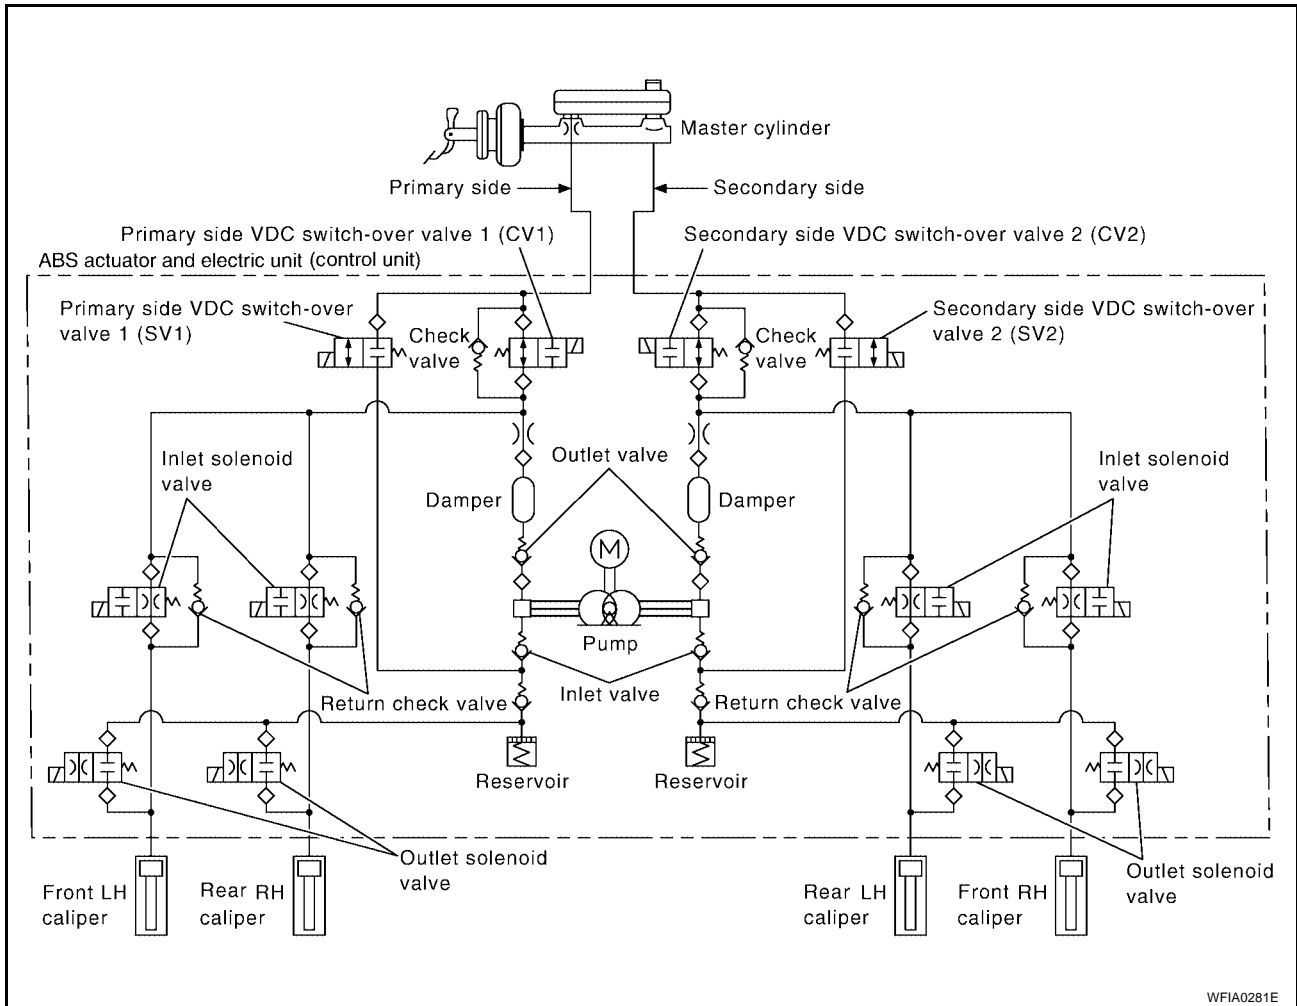 Master cylinder
Primary side
Secondary side
Primary side VDC switch-over valve 1 (CV1)
Secondary side VDC switch-over valve 2 (CV2)
ABS actuator and electric unit (control unit)
Primary side VDC switch-over
valve 1 (SV1)
Check
valve
Check
valve
Secondary side VDC switch-over
valve 2 (SV2)
Inlet solenoid
valve
Outlet valve
Inlet solenoid
valve
Damper
Damper
M
Pump
Inlet valve
Return check valve
Return check valve
Reservoir
Reservoir
Outlet solenoid
valve
Outlet solenoid
valve
Front LH
caliper
Rear RH
caliper
Rear LH
caliper
Front RH
caliper
WFIA0281E